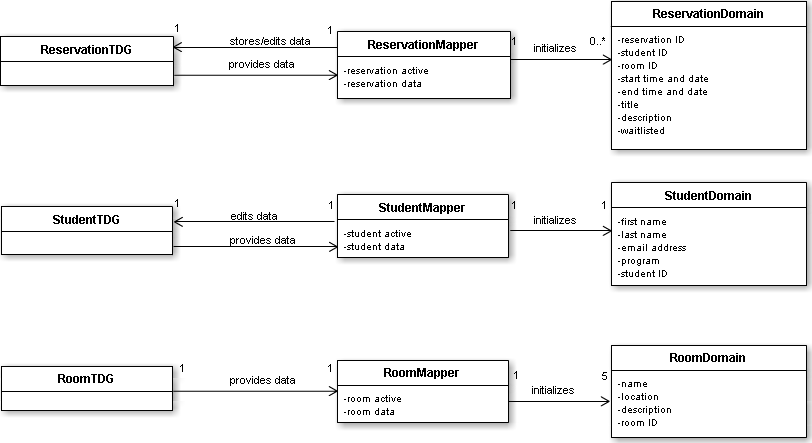 ReservationTDG
1
stores/edits data
1
provides data
ReservationMapper
-reservation active
-reservation data
1
initializes
0..*
ReservationDomain
-reservation ID
-student ID
-room ID
-start time and date
-end time and date
-title
-description
-waitlisted
StudentTDG
1
edits data
1
provides data
StudentMapper
-student active
-student data
1
initializes
1
StudentDomain
-first name
-last name
-email address
-program
-student ID
RoomTDG
1
provides data
1
RoomMapper
-room active
-room data
1
initializes
5
RoomDomain
-name
-location
-description
-room ID